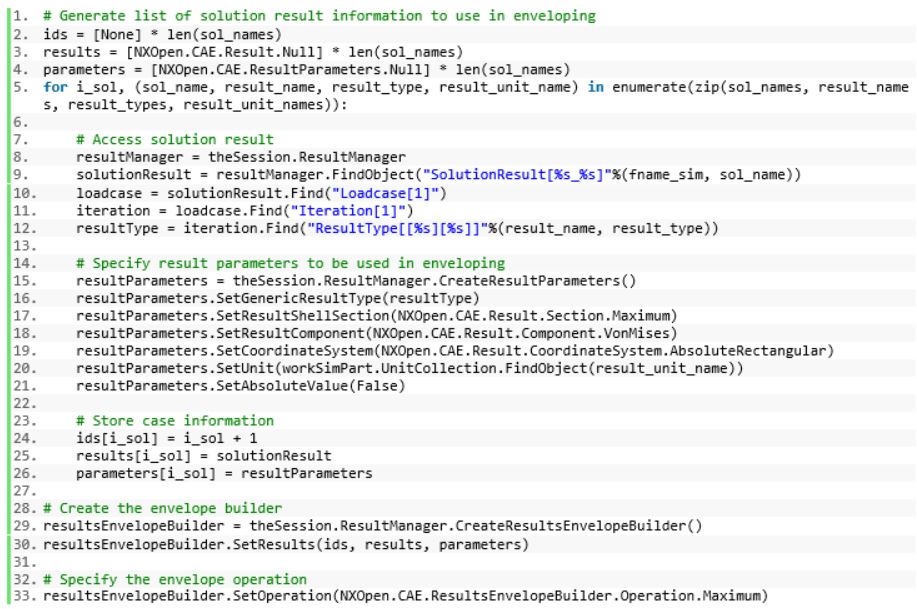 1. # Generate list of solution result information to use in enveloping
2. ids = [None] * len(sol_names)
3. results = [NXOpen.CAE.Result.Null] * len(sol_names)
4. parameters = [NXOpen.CAE.ResultParameters.Null] * len(sol_names)
5. for i_sol, (sol_name, result_name, result_type, result_unit_name) in enumerate(zip(sol_names, result_name
s, result_types, result_unit_names)):
6.
7.     # Access solution result
8.     resultManager = theSession.ResultManager
9.     solutionResult = resultManager.FindObject("SolutionResult[%s_%s]"%(fname_sim, sol_name))
10.     loadcase = solutionResult.Find("Loadcase[1]")
11.     iteration = loadcase.Find("Iteration[1]")
12.     resultType = iteration.Find("ResultType[[%s][%s]]"%(result_name, result_type))
13.
14.     # Specify result parameters to be used in enveloping
15.     resultParameters = theSession.ResultManager.CreateResultParameters()
16.     resultParameters.SetGenericResultType(resultType)
17.     resultParameters.SetResultShellSection(NXOpen.CAE.Result.Section.Maximum)
18.     resultParameters.SetResultComponent(NXOpen.CAE.Result.Component.VonMises)
19.     resultParameters.SetCoordinateSystem(NXOpen.CAE.Result.CoordinateSystem.AbsoluteRectangular)
20.     resultParameters.SetUnit(workSimPart.UnitCollection.FindObject(result_unit_name))
21.     resultParameters.SetAbsoluteValue(False)
22.
23.     # Store case information
24.     ids[i_sol] = i_sol + 1
25.     results[i_sol] = solutionResult
26.     parameters[i_sol] = resultParameters
27.
28. # Create the envelope builder
29. resultsEnvelopeBuilder = theSession.ResultManager.CreateResultsEnvelopeBuilder()
30. resultsEnvelopeBuilder.SetResults(ids, results, parameters)
31.
32. # Specify the envelope operation
33. resultsEnvelopeBuilder.SetOperation(NXOpen.CAE.ResultsEnvelopeBuilder.Operation.Maximum)